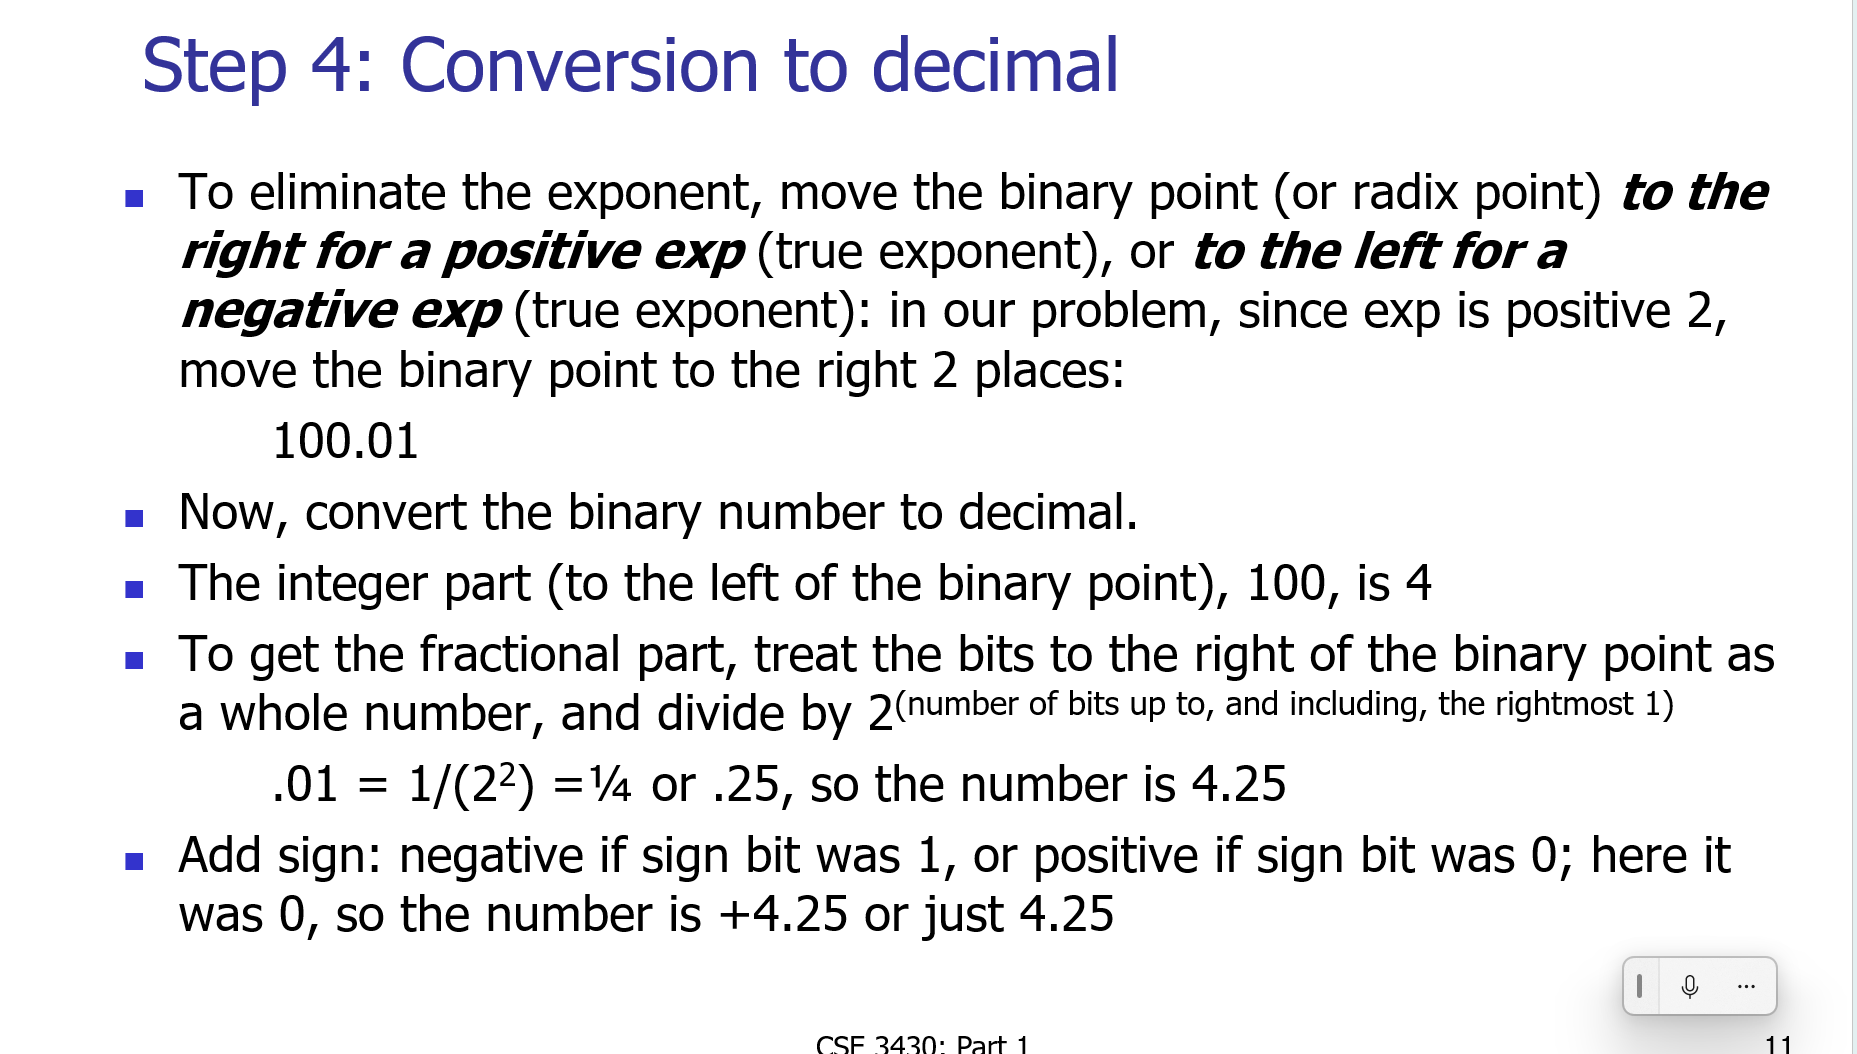 Step 4: Conversion to decimal
To eliminate the exponent, move the binary point (or radix point) to the
right for a positive exp (true exponent), or to the left for a
negative exp (true exponent): in our problem, since exp is positive 2,
move the binary point to the right 2 places:
100.01
Now, convert the binary number to decimal.
The integer part (to the left of the binary point), 100, is 4
To get the fractional part, treat the bits to the right of the binary point as
a whole number, and divide by 2(number of bits up to, and including, the rightmost 1)
.01 = 1/(2²) =¼ or .25, so the number is 4.25
Add sign: negative if sign bit was 1, or positive if sign bit was 0; here it
was 0, so the number is +4.25 or just 4.25
CSE 3430: Part 1
11